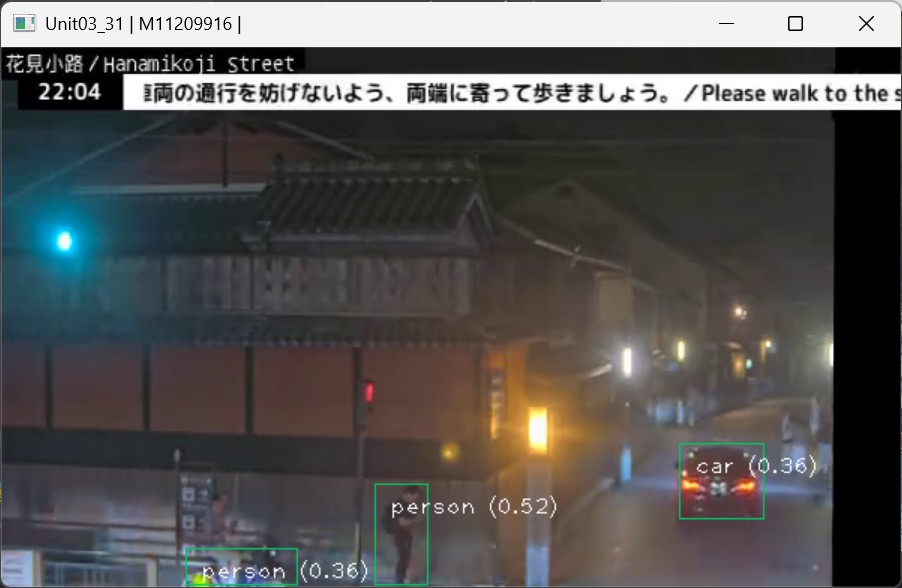 Unit03_31 | M11209916 |
花見小路/Hanamikoji Street
22:04
車両の通行を妨げないよう、両端に寄って歩きましょう。/Please walk to the s
car (0.36)
person (0.52)
person (0.36)